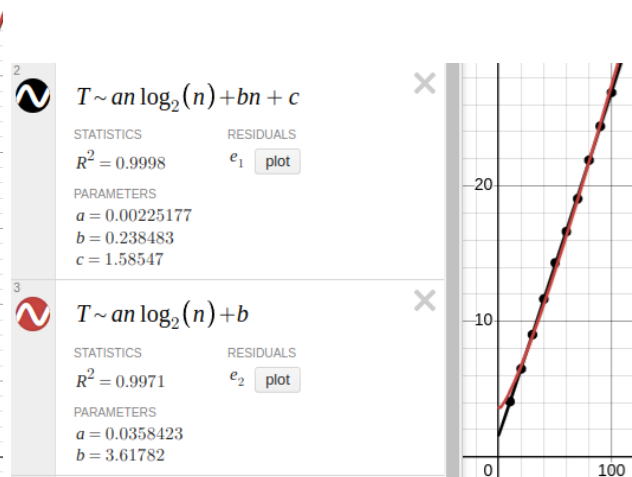 2
T ~ an log₂(n)+bn + c
STATISTICS RESIDUALS
R² = 0.9998 e₁ plot
PARAMETERS
a = 0.00225177
b = 0.238483
c = 1.58547
3
T ~ an log₂(n)+b
STATISTICS RESIDUALS
R² = 0.9971 e₂ plot
PARAMETERS
a = 0.0358423
b = 3.61782
20
10
0 100